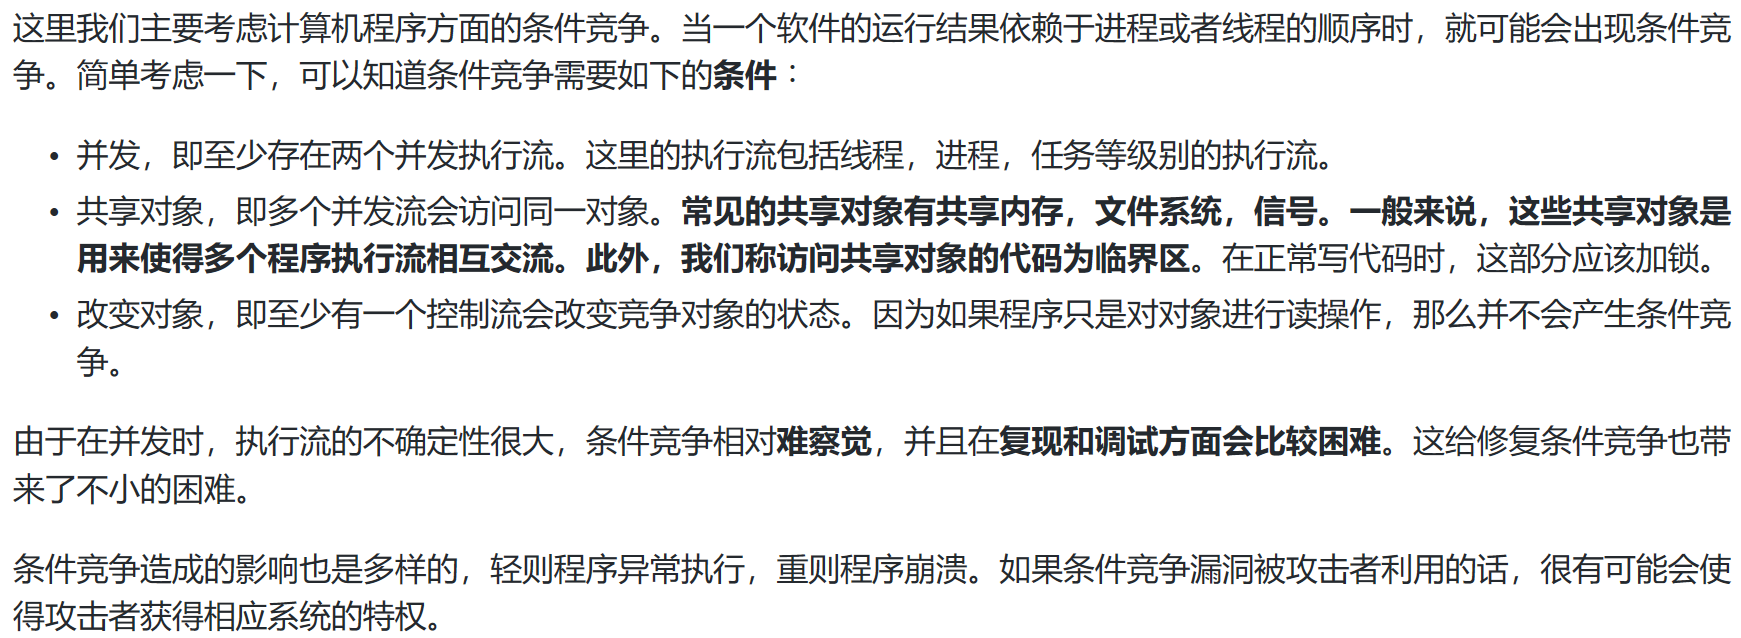 这里我们主要考虑计算机程序方面的条件竞争。当一个软件的运行结果依赖于进程或者线程的顺序时，就可能会出现条件竞
争。简单考虑一下，可以知道条件竞争需要如下的条件：
• 并发，即至少存在两个并发执行流。这里的执行流包括线程，进程，任务等级别的执行流。
• 共享对象，即多个并发流会访问同一对象。常见的共享对象有共享内存，文件系统，信号。一般来说，这些共享对象是
用来使得多个程序执行流相互交流。此外，我们称访问共享对象的代码为临界区。在正常写代码时，这部分应该加锁。
• 改变对象，即至少有一个控制流会改变竞争对象的状态。因为如果程序只是对对象进行读操作，那么并不会产生条件竞
争。
由于在并发时，执行流的不确定性很大，条件竞争相对难察觉，并且在复现和调试方面会比较困难。这给修复条件竞争也带
来了不小的困难。
条件竞争造成的影响也是多样的，轻则程序异常执行，重则程序崩溃。如果条件竞争漏洞被攻击者利用的话，很有可能会使
得攻击者获得相应系统的特权。